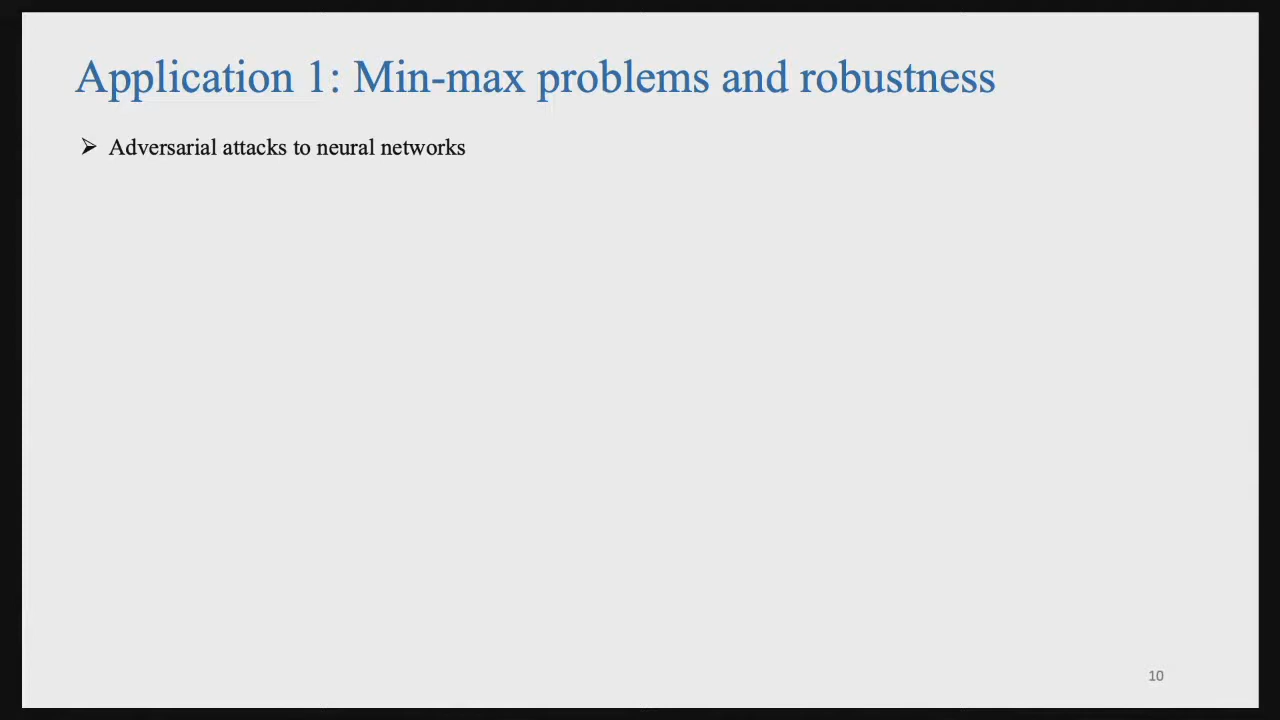 Application 1: Min-max problems and robustness
➢ Adversarial attacks to neural networks
10